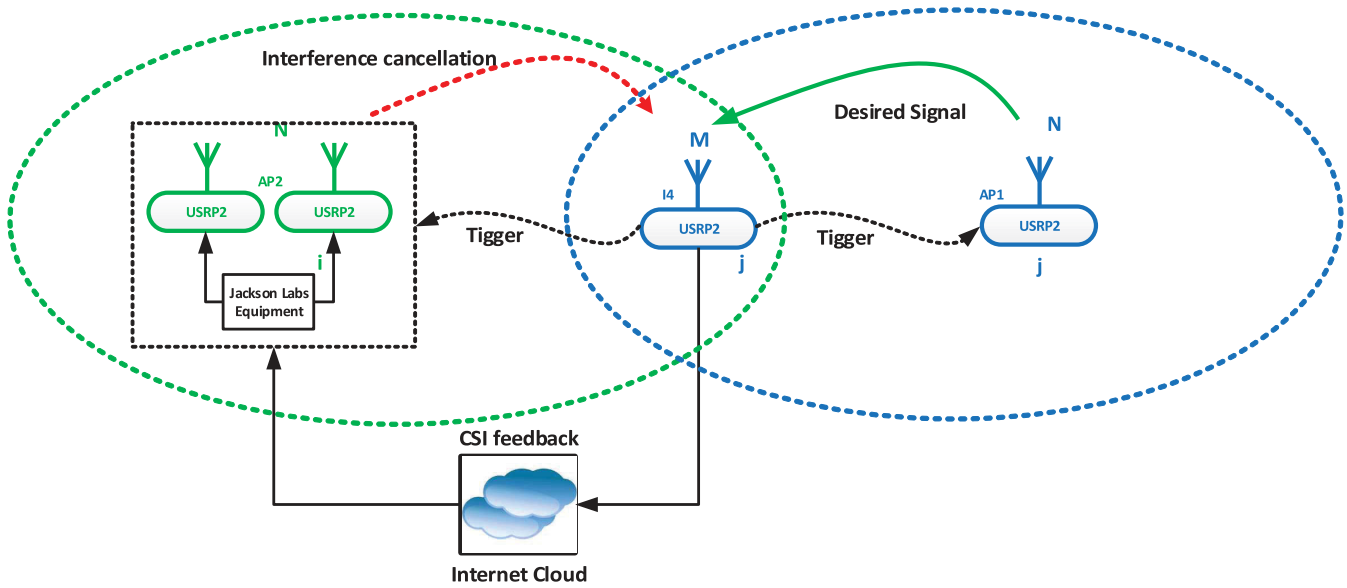 Interference cancellation
Desired Signal
N
N
M
AP2
I4
AP1
USRP2
USRP2
USRP2
USRP2
Tigger
Tigger
i
j
j
Jackson Labs
Equipment
CSI feedback
Internet Cloud